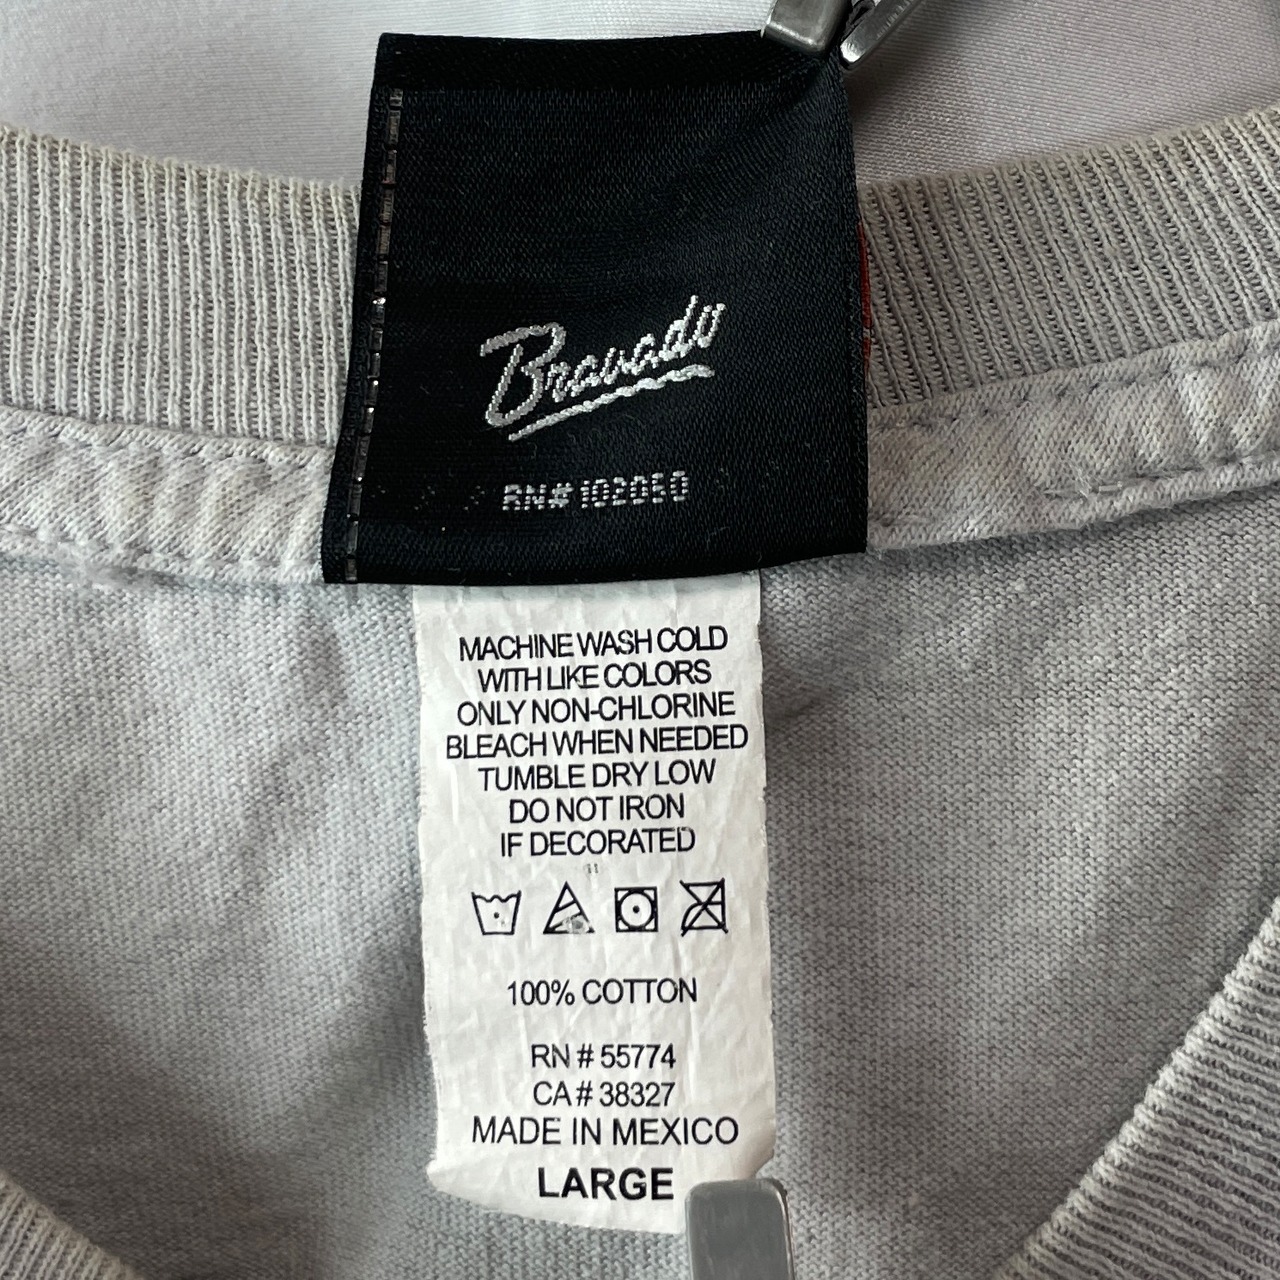 Bravado
RN# 102060
MACHINE WASH COLD
WITH LIKE COLORS
ONLY NON-CHLORINE
BLEACH WHEN NEEDED
TUMBLE DRY LOW
DO NOT IRON
IF DECORATED
11
100% COTTON
RN # 55774
CA # 38327
MADE IN MEXICO
LARGE